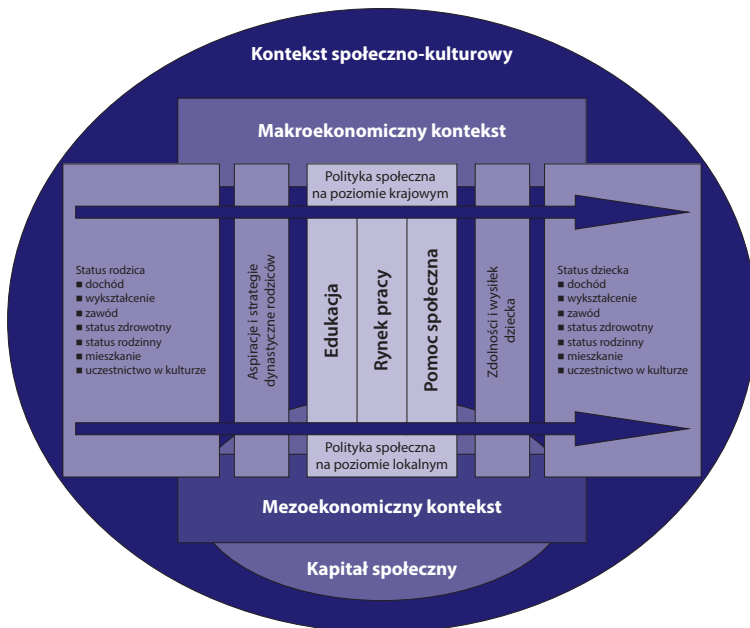 Kontekst społeczno-kulturowy
Makroekonomiczny kontekst
Polityka społeczna
na poziomie krajowym
Status rodzica
■ dochód
■ wykształcenie
■ zawód
■ status zdrowotny
■ status rodzinny
■ mieszkanie
■ uczestnictwo w kulturze
Aspiracje i strategie
dynastyczne rodziców
Edukacja
Rynek pracy
Pomoc społeczna
Zdolności i wysiłek
dziecka
Status dziecka
■ dochód
■ wykształcenie
■ zawód
■ status zdrowotny
■ status rodzinny
■ mieszkanie
■ uczestnictwo w kulturze
Polityka społeczna
na poziomie lokalnym
Mezoekonomiczny kontekst
Kapitał społeczny